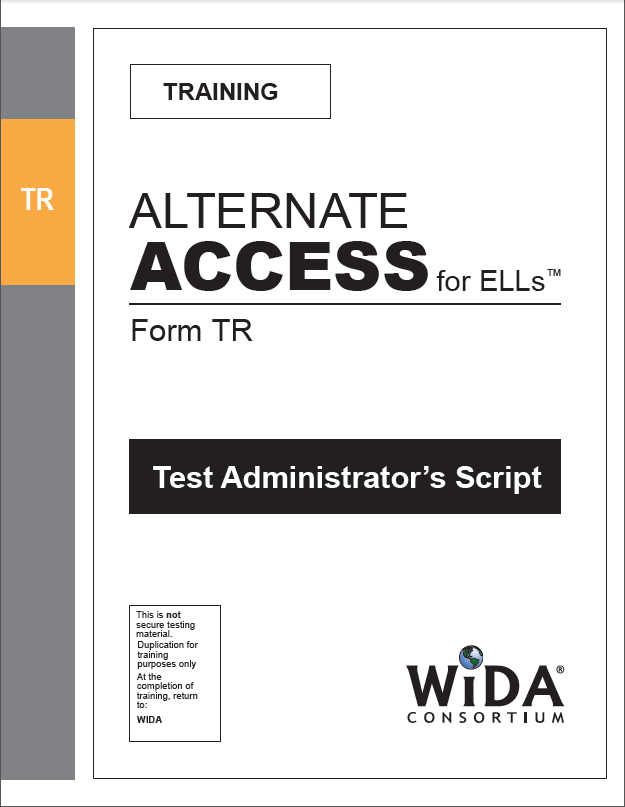 TRAINING
TR
ALTERNATE
ACCESS for ELLs™
Form TR
Test Administrator's Script
This is not
secure testing
material.
Duplication for
training
purposes only
At the
completion of
training, return
to:
WIDA
WiDA®
CONSORTIUM